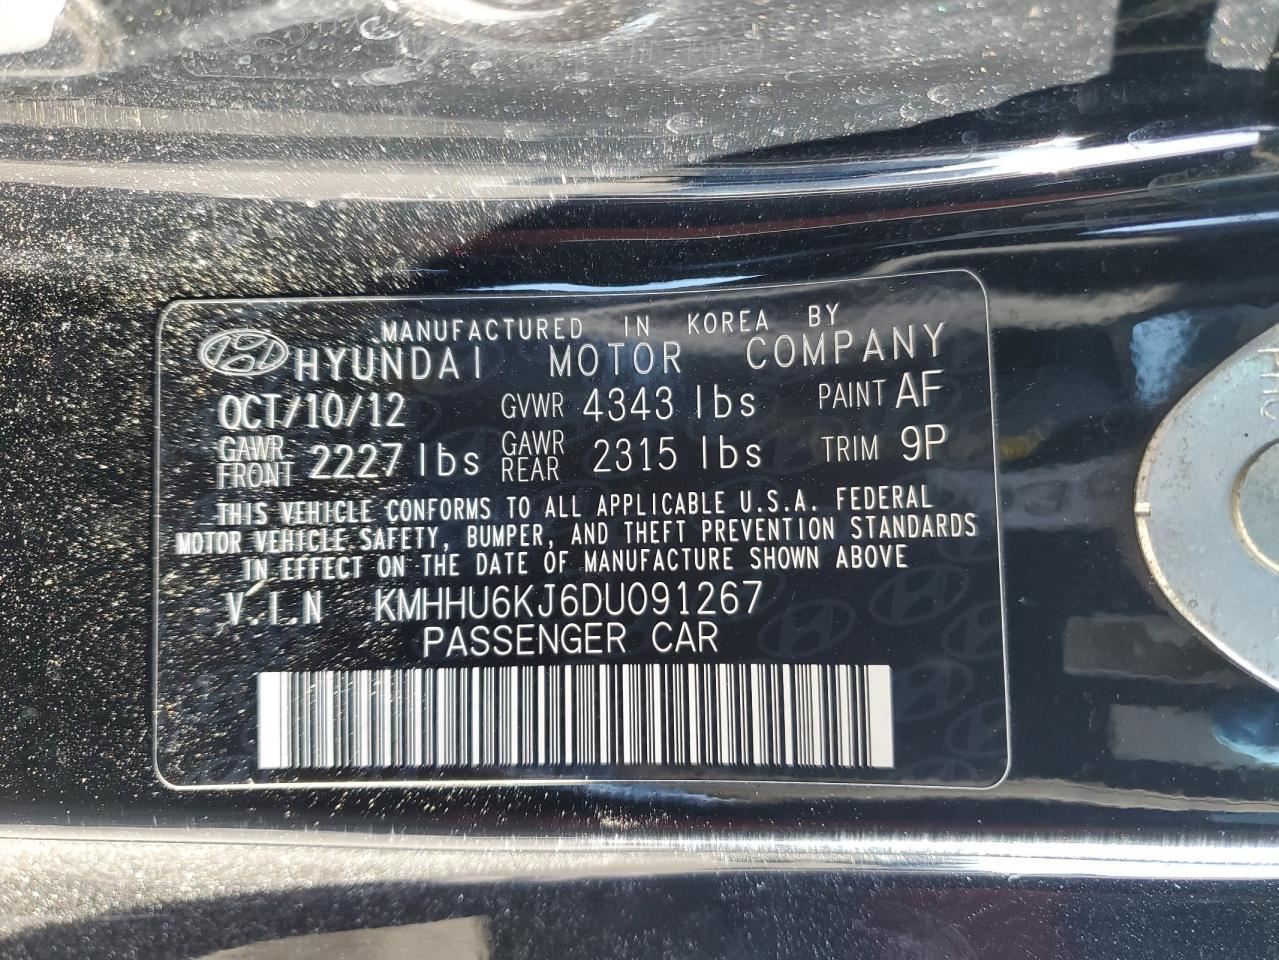 MANUFACTURED IN KOREA BY
HYUNDAI MOTOR COMPANY
OCT/10/12 GVWR 4343 lbs PAINT AF
GAWR FRONT 2227 lbs GAWR REAR 2315 lbs TRIM 9P
THIS VEHICLE CONFORMS TO ALL APPLICABLE U.S.A. FEDERAL
MOTOR VEHICLE SAFETY, BUMPER, AND THEFT PREVENTION STANDARDS
IN EFFECT ON THE DATE OF MANUFACTURE SHOWN ABOVE
V.I.N KMHHU6KJ6DU091267
PASSENGER CAR